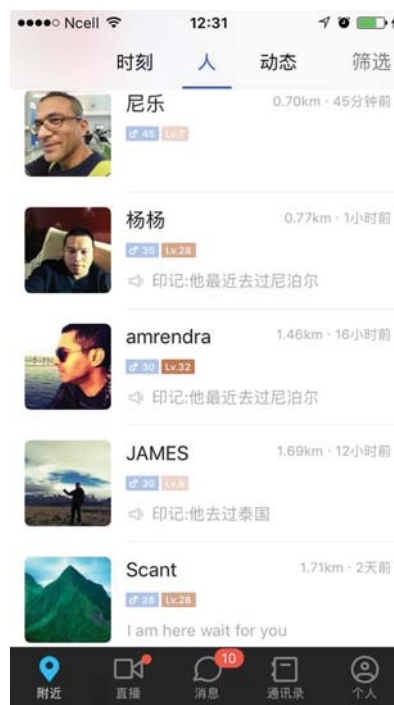 Ncell 12:31
时刻 人 动态 筛选
尼乐 0.70km · 45分钟前
♂ 45 Lv.7
杨杨 0.77km · 1小时前
♂ 35 Lv.28
印记:他最近去过尼泊尔
amrendra 1.46km · 16小时前
♂ 30 Lv.32
印记:他最近去过尼泊尔
JAMES 1.69km · 12小时前
♂ 30
印记:他去过泰国
Scant 1.71km · 2天前
♂ 28 Lv.28
I am here wait for you
10
附近 直播 消息 通讯录 个人